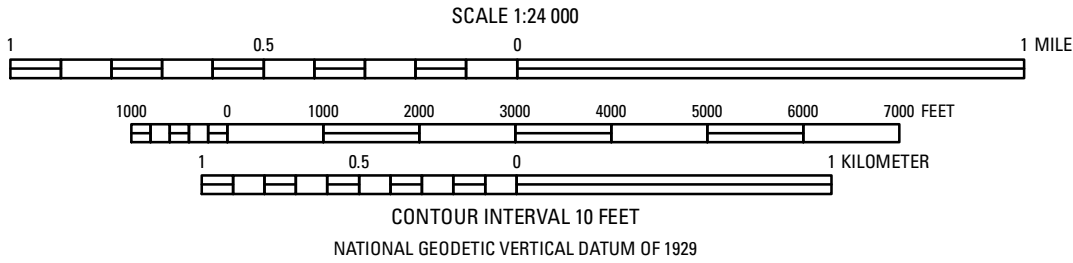 SCALE 1:24 000
1 0.5 0 1 MILE
1000 0 1000 2000 3000 4000 5000 6000 7000 FEET
1 0.5 0 1 KILOMETER
CONTOUR INTERVAL 10 FEET
NATIONAL GEODETIC VERTICAL DATUM OF 1929